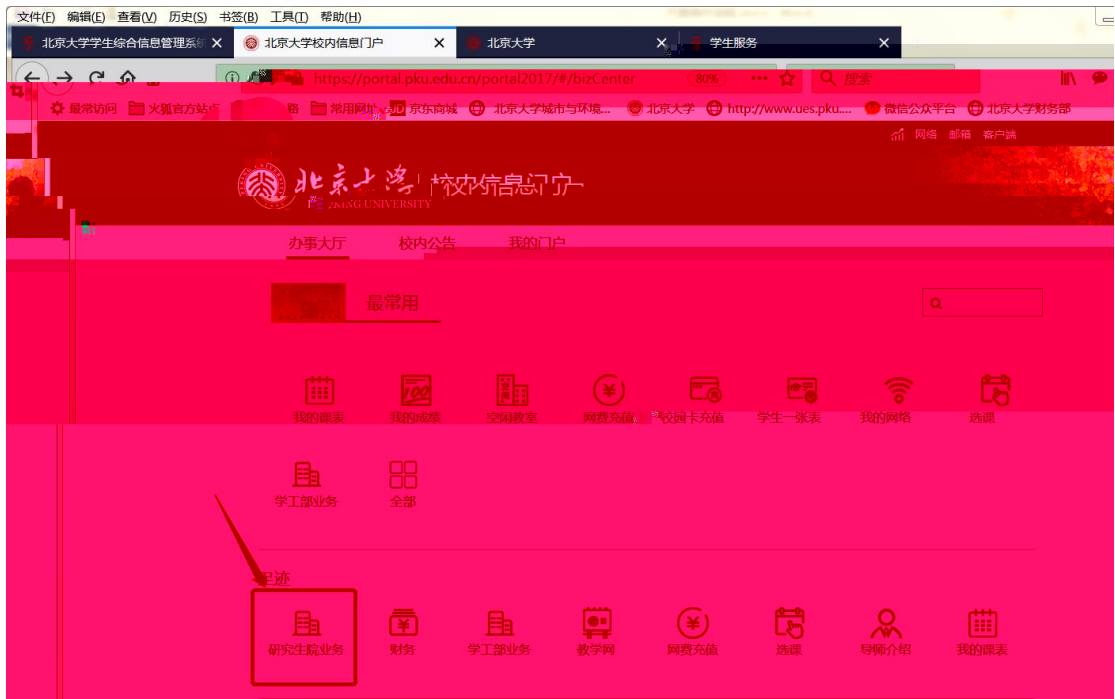 文件(F) 编辑(E) 查看(V) 历史(S) 书签(B) 工具(T) 帮助(H)
北京大学学生综合信息管理系统 北京大学校内信息门户 北京大学 学生服务
https://portal.pku.edu.cn/portal2017/#/bizCenter 80% 搜索
最常访问 火狐官方站点 常用网址 JD 京东商城 北京大学城市与环境... 北京大学 http://www.ues.pku.... 微信公众平台 北京大学财务部
网络 邮箱 客户端
北京大学 校内信息门户
PEKING UNIVERSITY
办事大厅 校内公告 我的门户
最常用
我的课表 我的成绩 空闲教室 网费充值 校园卡充值 学生一张表 我的网络 选课
学工部业务 全部
足迹
研究生院业务 财务 学工部业务 教学网 网费充值 选课 导师介绍 我的课表